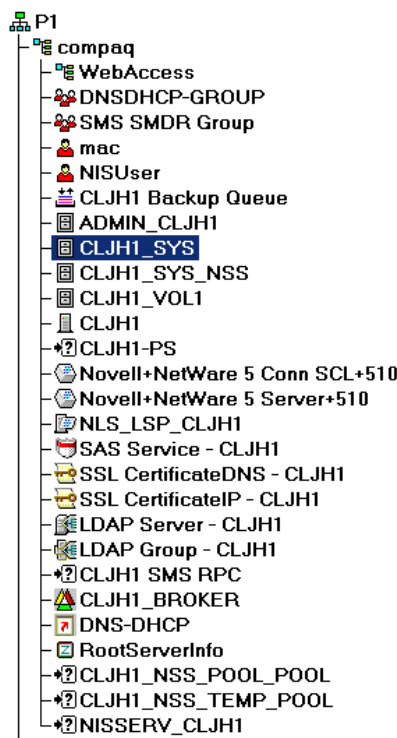 P1
compaq
WebAccess
DNSDHCP-GROUP
SMS SMDR Group
mac
NISUser
CLJH1 Backup Queue
ADMIN_CLJH1
CLJH1_SYS
CLJH1_SYS_NSS
CLJH1_VOL1
CLJH1
CLJH1-PS
Novell+NetWare 5 Conn SCL+510
Novell+NetWare 5 Server+510
NLS_LSP_CLJH1
SAS Service - CLJH1
SSL CertificateDNS - CLJH1
SSL CertificateIP - CLJH1
LDAP Server - CLJH1
LDAP Group - CLJH1
CLJH1 SMS RPC
CLJH1_BROKER
DNS-DHCP
RootServerInfo
CLJH1_NSS_POOL_POOL
CLJH1_NSS_TEMP_POOL
NISSERV_CLJH1